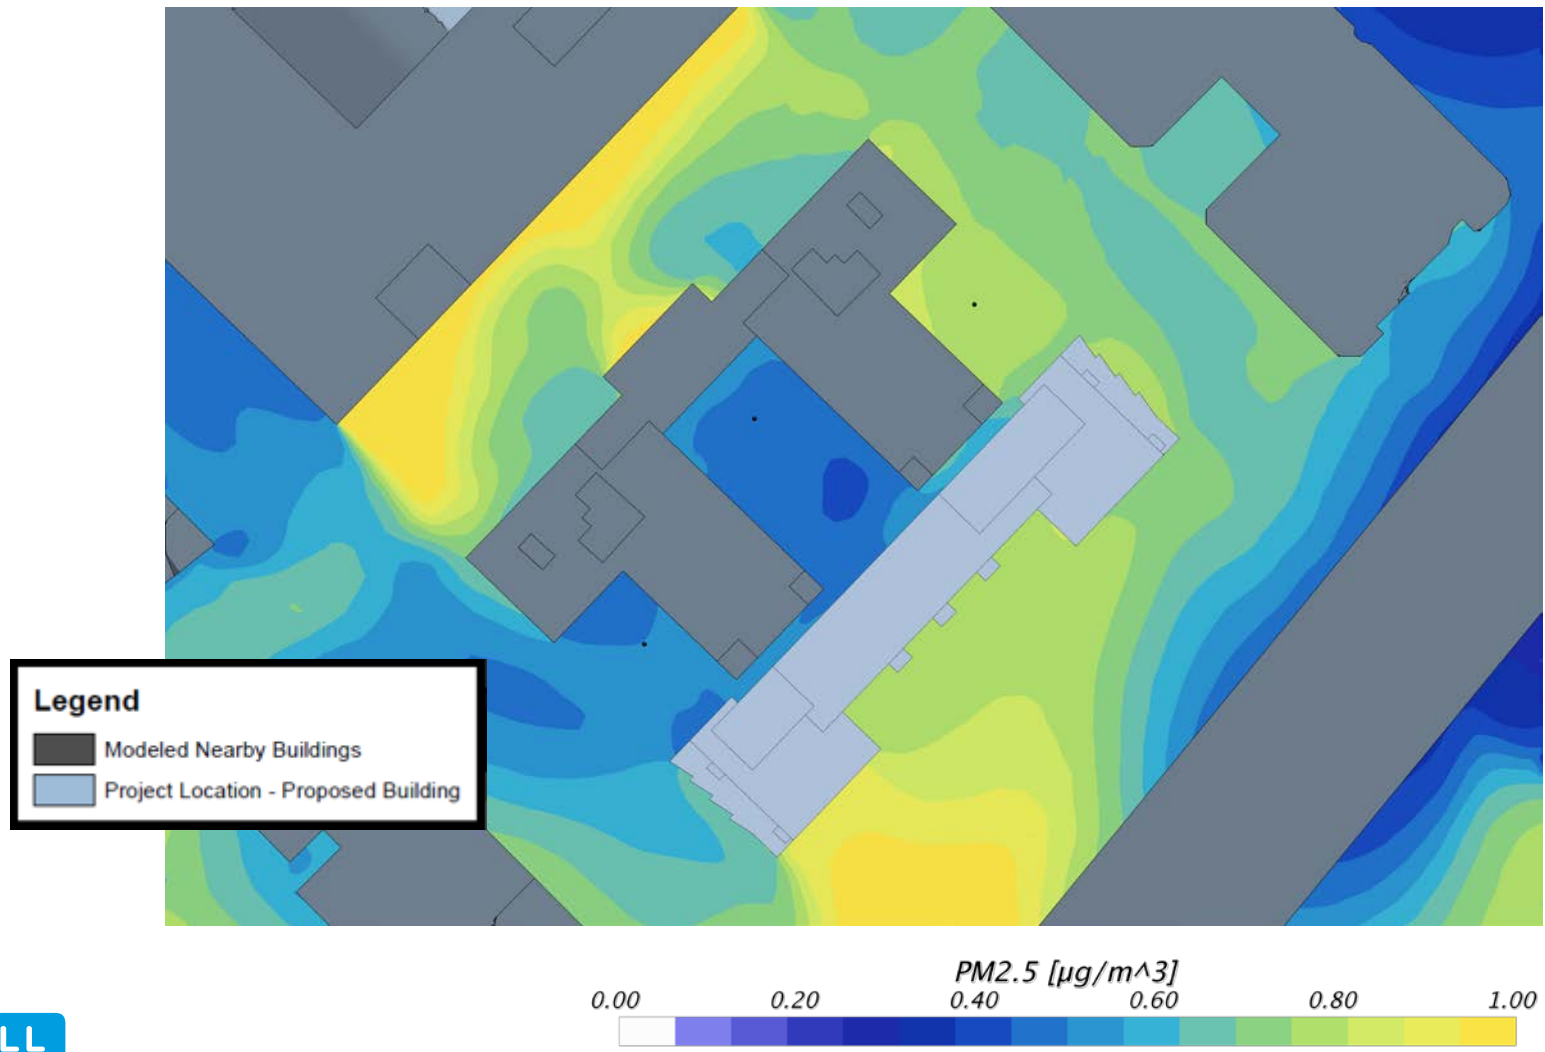 Legend
Modeled Nearby Buildings
Project Location - Proposed Building
PM2.5 [µg/m^3]
0.00 0.20 0.40 0.60 0.80 1.00
LL